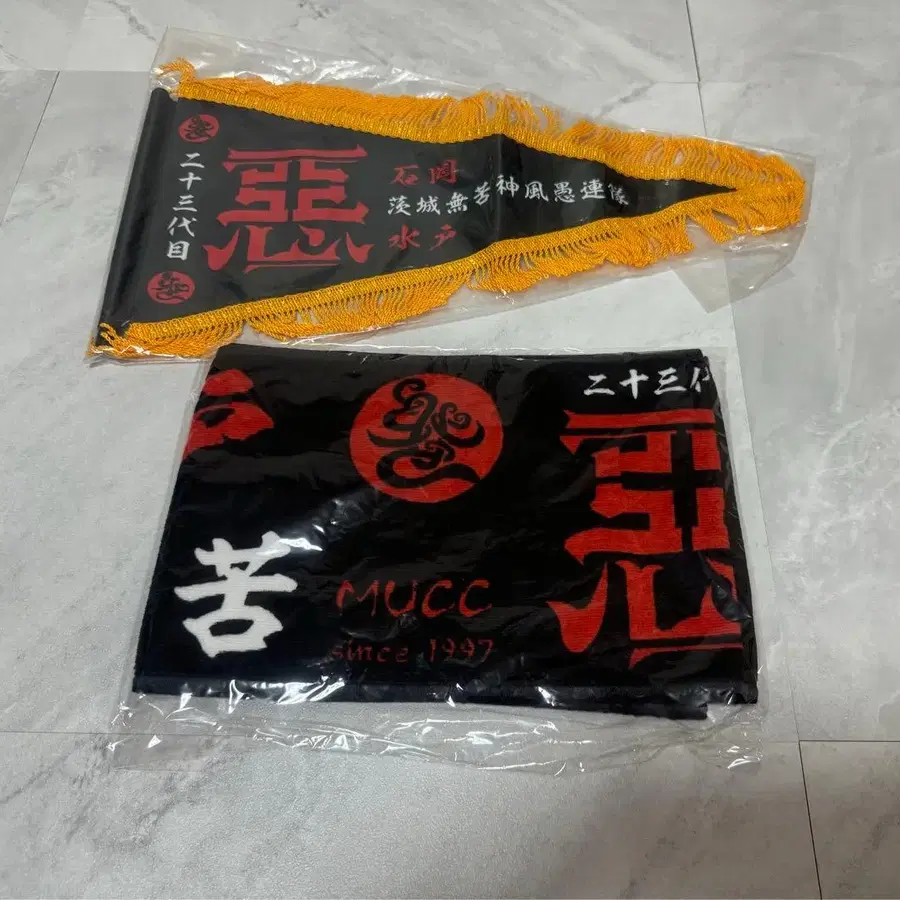 二十三代目
惡
石岡
茨城無苦神風愚連隊
水戸
二十三代
惡
苦
MUCC
since 1997